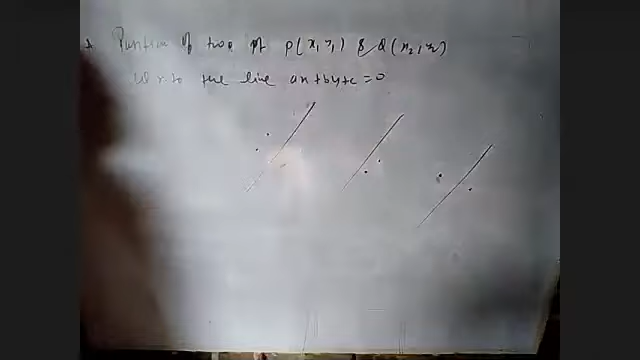 * Position of two pt P(x₁, y₁) & Q(x₂, y₂)
w.r.to the line ax+by+c=0